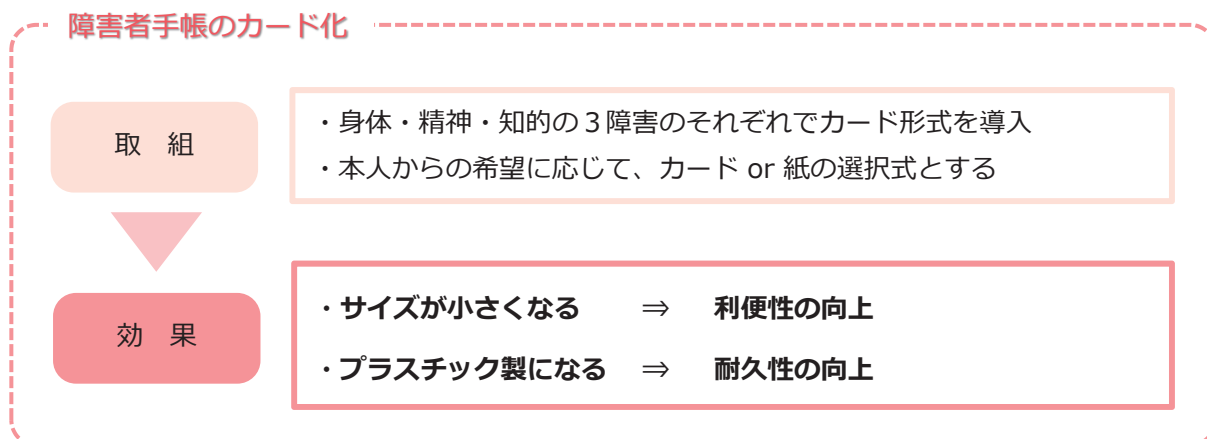 障害者手帳のカード化
取　組
・身体・精神・知的の３障害のそれぞれでカード形式を導入
・本人からの希望に応じて、カード or 紙の選択式とする
効　果
・サイズが小さくなる　⇒　利便性の向上
・プラスチック製になる　⇒　耐久性の向上